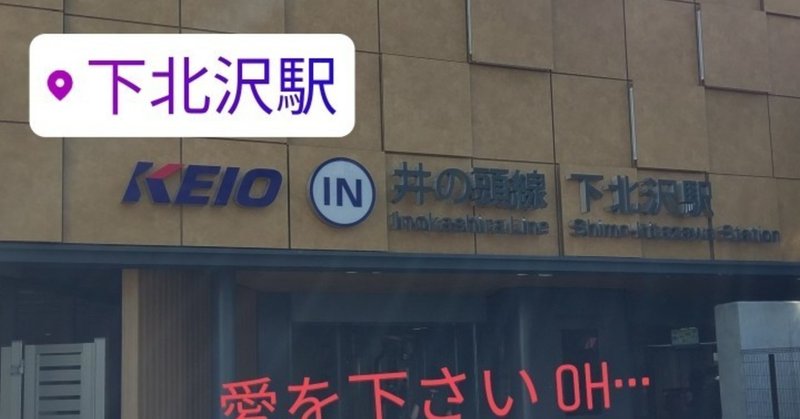 下北沢駅
KEIO IN 井の頭線 下北沢駅
Inokashira Line Shimo-Kitazawa Station
愛を下さい OH…